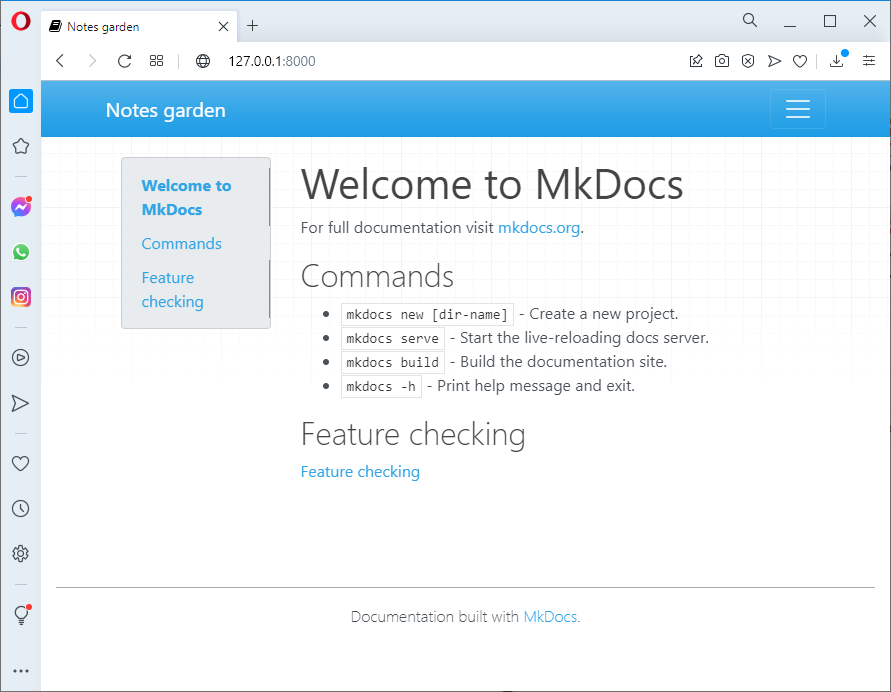 Notes garden
127.0.0.1:8000
Notes garden
Welcome to
MkDocs
Commands
Feature
checking
Welcome to MkDocs
For full documentation visit mkdocs.org.
Commands
mkdocs new [dir-name] - Create a new project.
mkdocs serve - Start the live-reloading docs server.
mkdocs build - Build the documentation site.
mkdocs -h - Print help message and exit.
Feature checking
Feature checking
Documentation built with MkDocs.